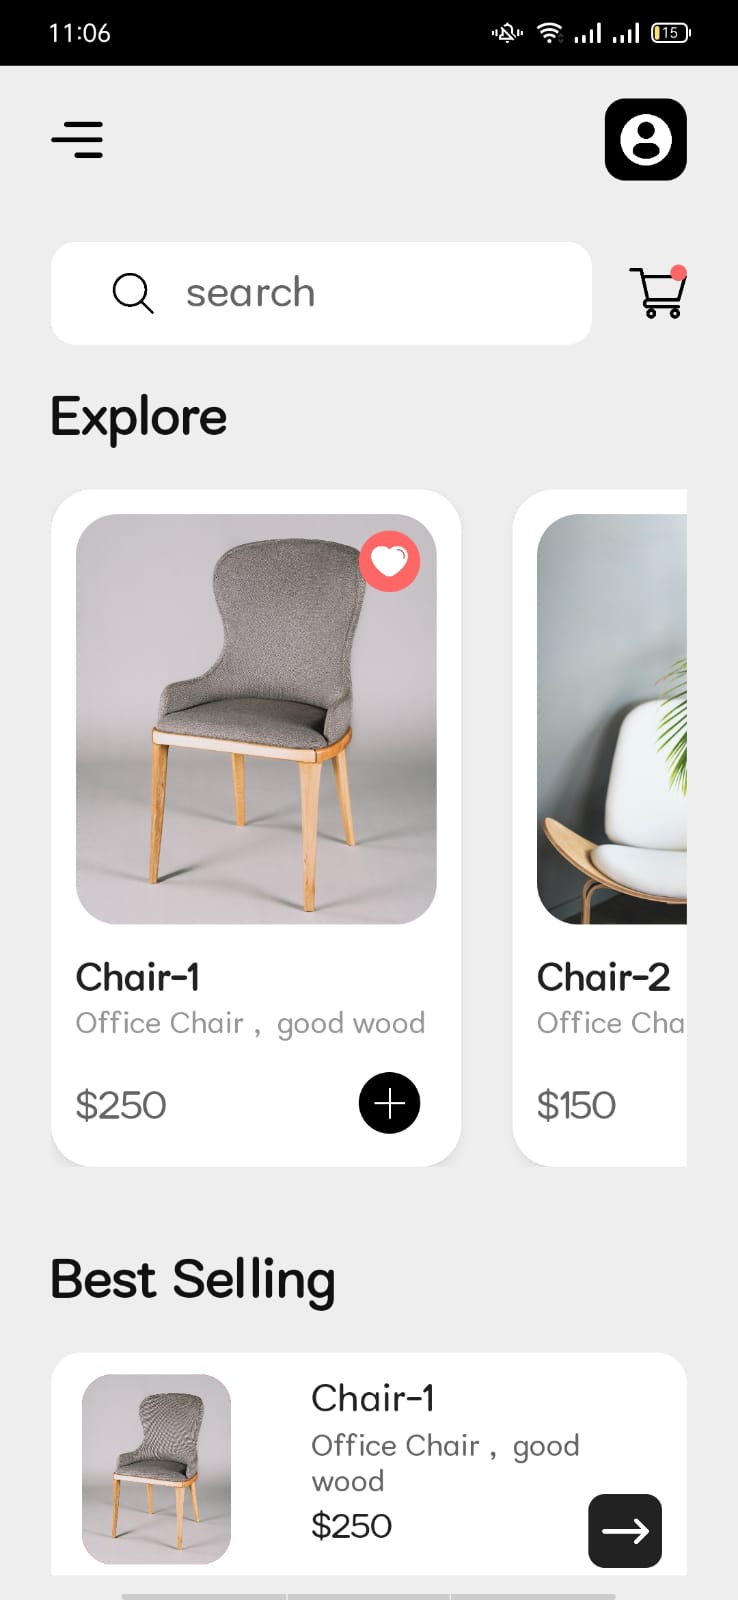 11:06
15
search
Explore
Chair-1
Office Chair , good wood
$250
Chair-2
Office Cha
$150
Best Selling
Chair-1
Office Chair , good
wood
$250